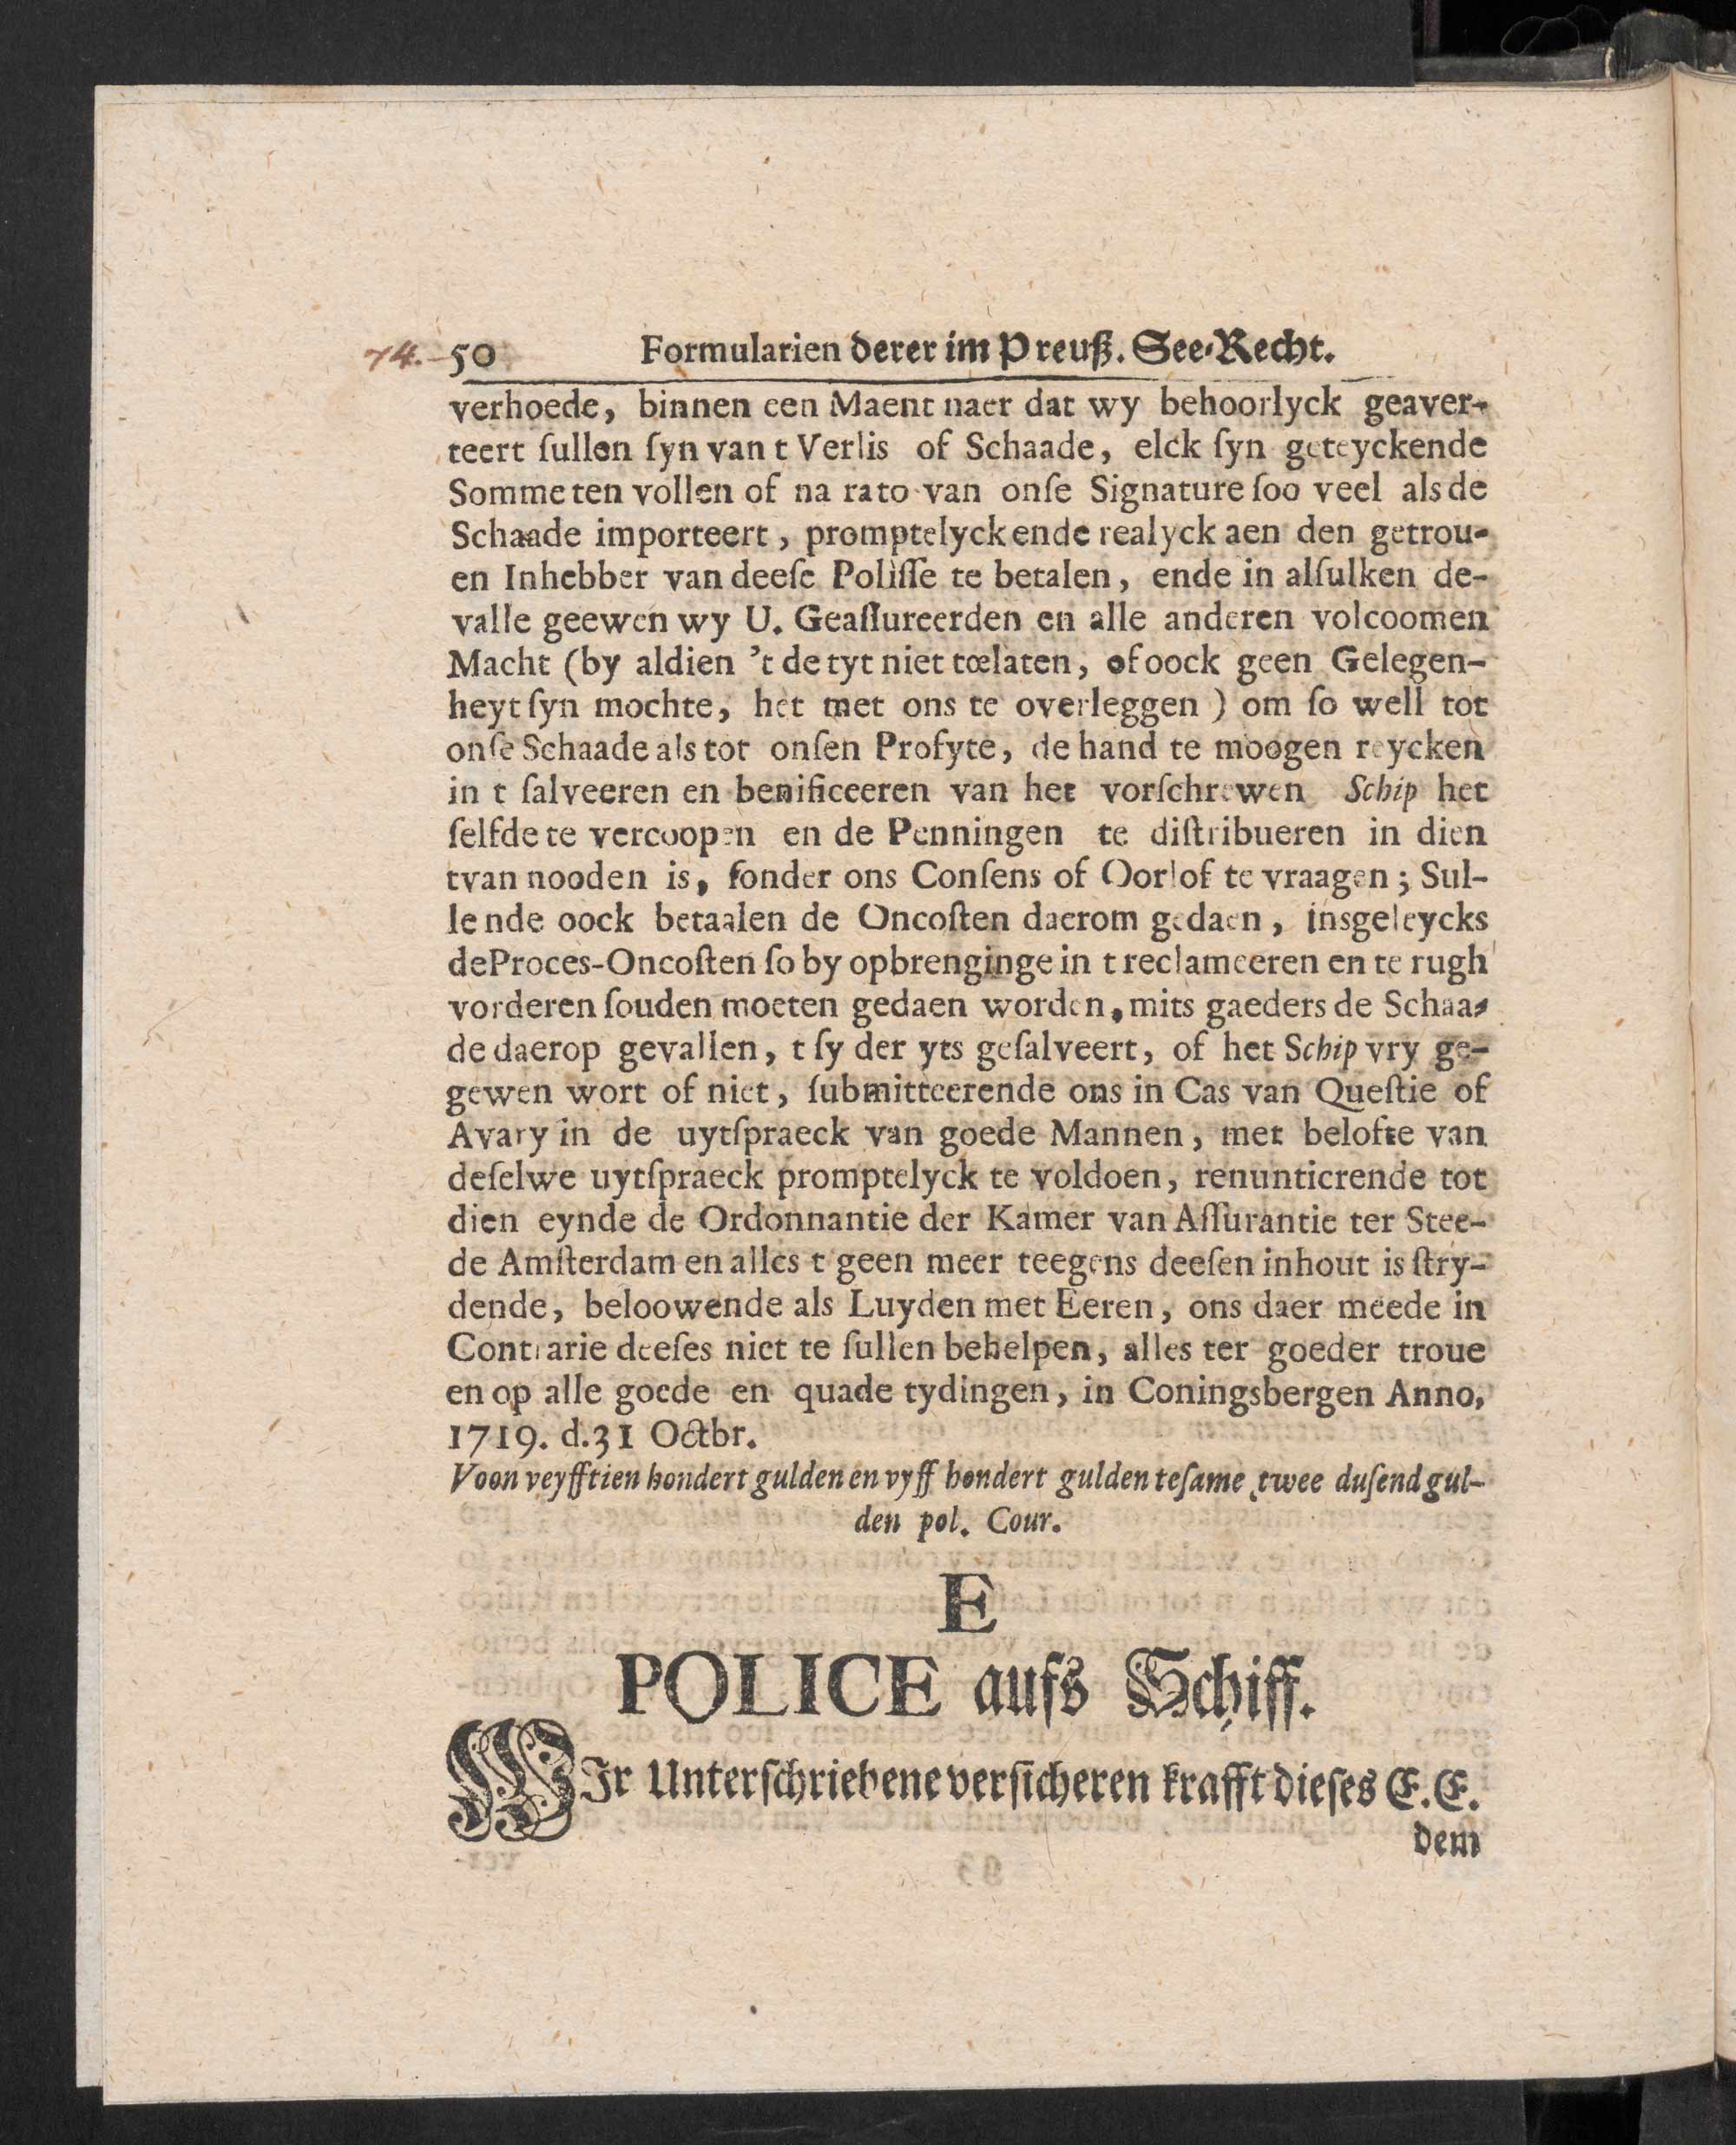 74. 50 Formularien derer im Preuß. See-Recht.
verhoede, binnen een Maent naer dat wy behoorlyck geaver-
teert ſullen ſyn van t Verlis of Schaade, elck ſyn geteyckende
Somme ten vollen of na rato van onſe Signature ſoo veel als de
Schaade importeert, promptelyck ende realyck aen den getrou-
en Inhebber van deeſe Poliſſe te betalen, ende in alſulken de-
valle geewen wy U. Geaſſureerden en alle anderen volcoomen
Macht (by aldien 't de tyt niet tœlaten, of oock geen Gelegen-
heyt ſyn mochte, het met ons te overleggen) om ſo well tot
onſe Schaade als tot onſen Profyte, de hand te moogen reycken
in t ſalveeren en benificeeren van het vorſchrewen Schip het
ſelfde te vercoopen en de Penningen te diſtribueren in dien
tvan nooden is, ſonder ons Conſens of Oorlof te vraagen; Sul-
lende oock betaalen de Oncoſten daerom gedaen, insgeleycks
de Proces-Oncoſten ſo by opbrenginge in t reclameeren en te rugh
vorderen ſouden moeten gedaen worden, mits gaeders de Schaa-
de daerop gevallen, t ſy der yts geſalveert, of het Schip vry ge-
gewen wort of niet, ſubmitteerende ons in Cas van Queſtie of
Avary in de uytſpraeck van goede Mannen, met belofte van
deſelwe uytſpraeck promptelyck te voldoen, renuntierende tot
dien eynde de Ordonnantie der Kamer van Aſſurantie ter Stee-
de Amſterdam en alles t geen meer teegens deeſen inhout is ſtry-
dende, beloowende als Luyden met Eeren, ons daer meede in
Contrarie deeſes niet te ſullen behelpen, alles ter goeder troue
en op alle goede en quade tydingen, in Coningsbergen Anno,
1719. d. 31 Octbr.
Voon veyfftien hondert gulden en vyff hondert gulden teſame twee duſend gul-
den pol. Cour.
E
POLICE aufs Schiff.
WIr Unterſchriebene verſicheren krafft dieſes E. E.
dem